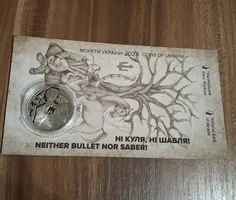 МОНЕТИ УКРАЇНИ 2024 COINS OF UKRAINE
НІ КУЛЯ, НІ ШАБЛЯ!
NEITHER BULLET NOR SABER!